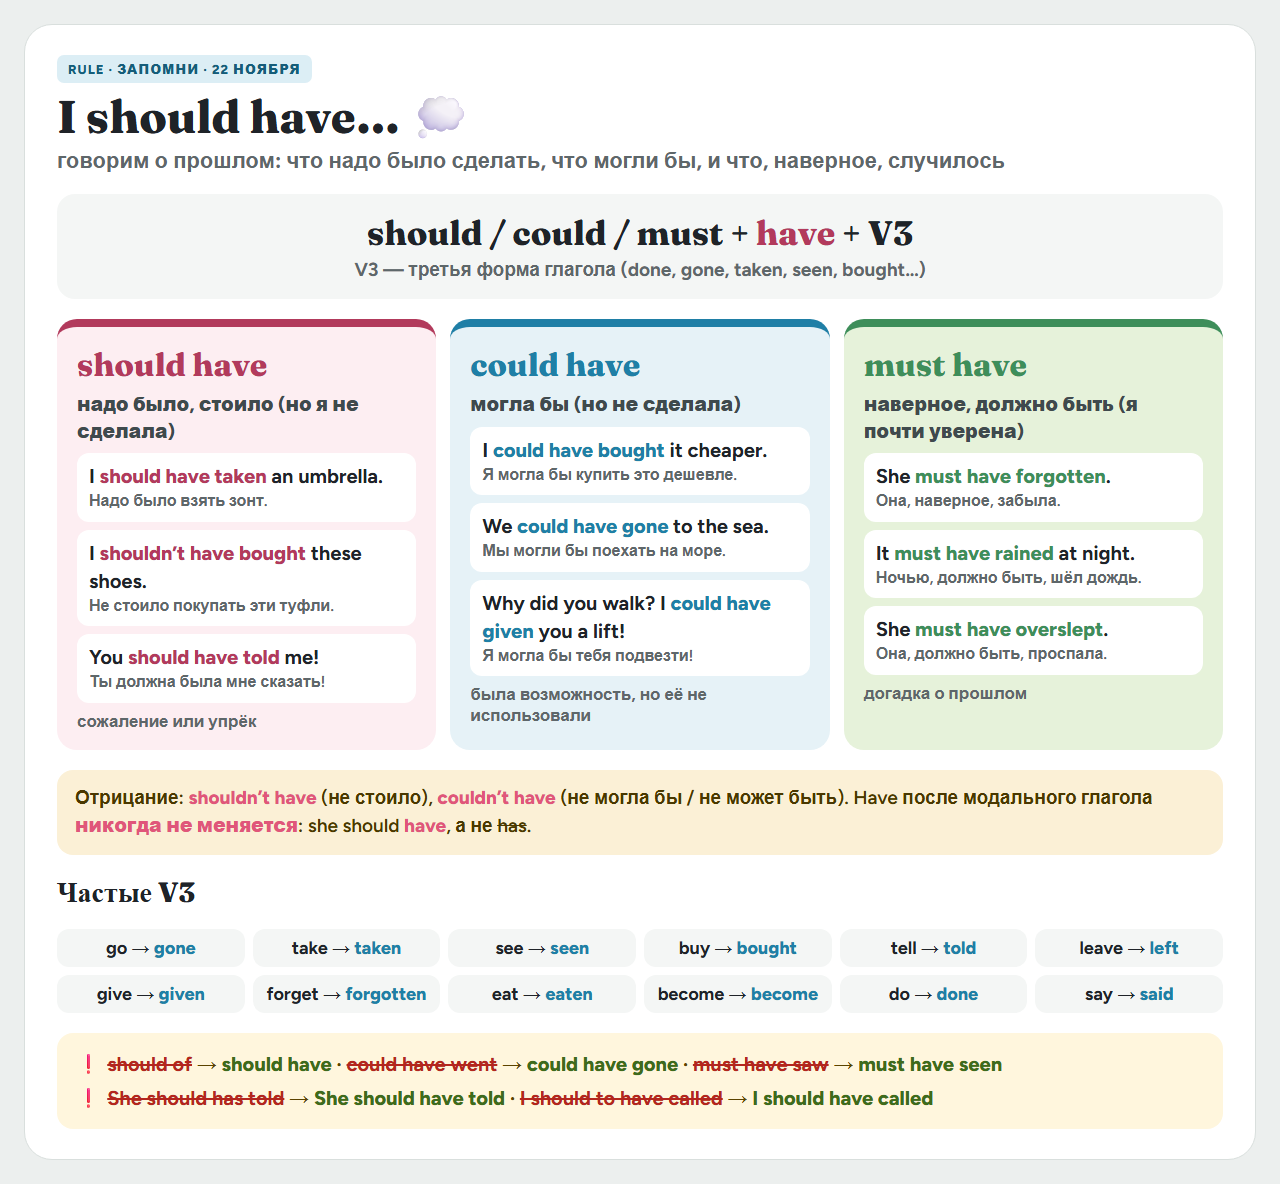 RULE · ЗАПОМНИ · 22 НОЯБРЯ
I should have...
говорим о прошлом: что надо было сделать, что могли бы, и что, наверное, случилось
should / could / must + have + V3
V3 — третья форма глагола (done, gone, taken, seen, bought...)
should have
надо было, стоило (но я не
сделала)
I should have taken an umbrella.
Надо было взять зонт.
I shouldn’t have bought these
shoes.
Не стоило покупать эти туфли.
You should have told me!
Ты должна была мне сказать!
сожаление или упрёк
could have
могла бы (но не сделала)
I could have bought it cheaper.
Я могла бы купить это дешевле.
We could have gone to the sea.
Мы могли бы поехать на море.
Why did you walk? I could have
given you a lift!
Я могла бы тебя подвезти!
была возможность, но её не
использовали
must have
наверное, должно быть (я
почти уверена)
She must have forgotten.
Она, наверное, забыла.
It must have rained at night.
Ночью, должно быть, шёл дождь.
She must have overslept.
Она, должно быть, проспала.
догадка о прошлом
Отрицание: shouldn’t have (не стоило), couldn’t have (не могла бы / не может быть). Have после модального глагола
никогда не меняется: she should have, а не has.
Частые V3
go → gone
take → taken
see → seen
buy → bought
tell → told
leave → left
give → given
forget → forgotten
eat → eaten
become → become
do → done
say → said
❗ should of → should have · could have went → could have gone · must have saw → must have seen
❗ She should has told → She should have told · I should to have called → I should have called